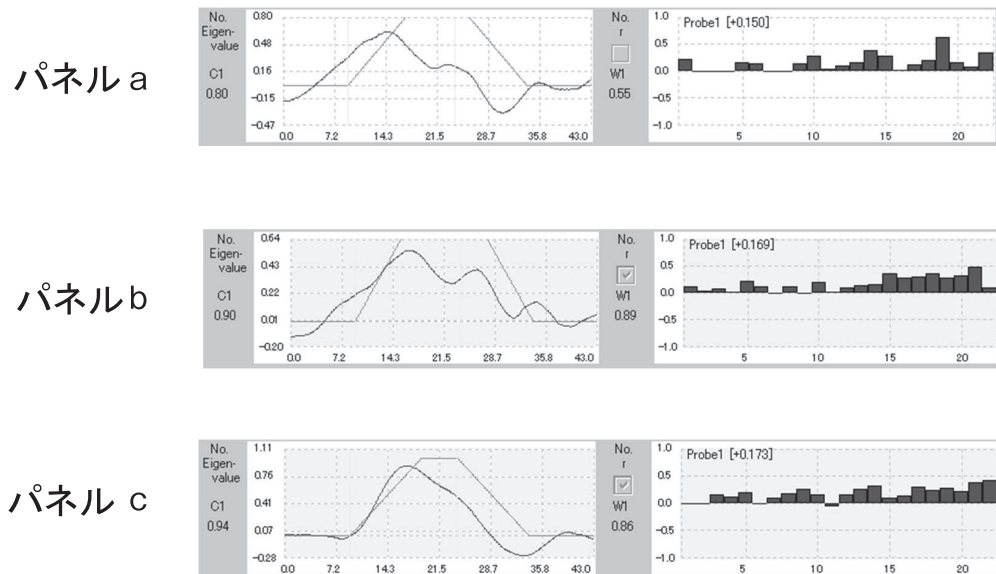 パネル a
No.
Eigen-
value
C1
0.80
0.80
0.48
0.16
−0.15
−0.47
0.0 7.2 14.3 21.5 28.7 35.8 43.0
No.
r
W1
0.55
1.0
0.5
0.0
−0.5
−1.0
Probe1 [+0.150]
5 10 15 20
パネル b
No.
Eigen-
value
C1
0.90
0.64
0.43
0.22
0.01
−0.20
0.0 7.2 14.3 21.5 28.7 35.8 43.0
No.
r
W1
0.89
1.0
0.5
0.0
−0.5
−1.0
Probe1 [+0.169]
5 10 15 20
パネル c
No.
Eigen-
value
C1
0.94
1.11
0.76
0.41
0.07
−0.28
0.0 7.2 14.3 21.5 28.7 35.8 43.0
No.
r
W1
0.86
1.0
0.5
0.0
−0.5
−1.0
Probe1 [+0.173]
5 10 15 20